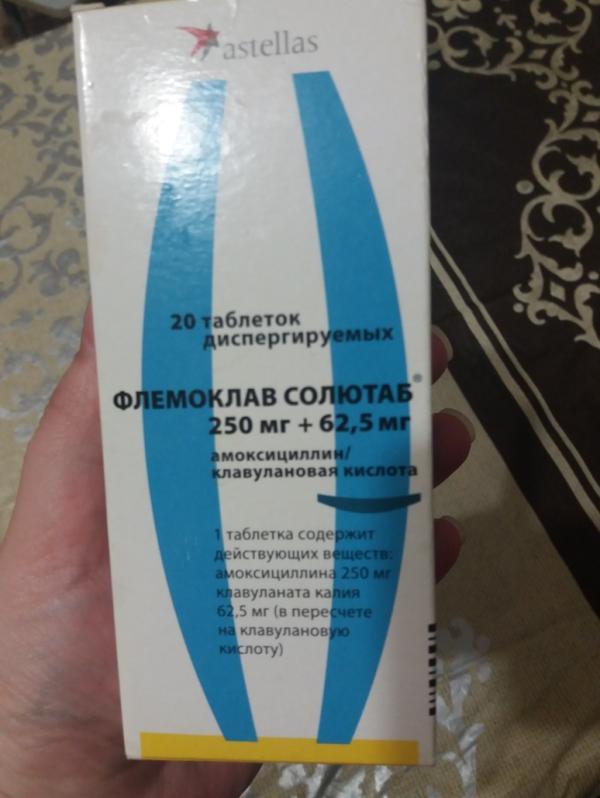 astellas
20 таблеток
диспергируемых
ФЛЕМОКЛАВ СОЛЮТАБ®
250 мг + 62,5 мг
амоксициллин/
клавулановая кислота
1 таблетка содержит
действующих веществ:
амоксициллина 250 мг
клавуланата калия
62,5 мг (в пересчете
на клавулановую
кислоту)